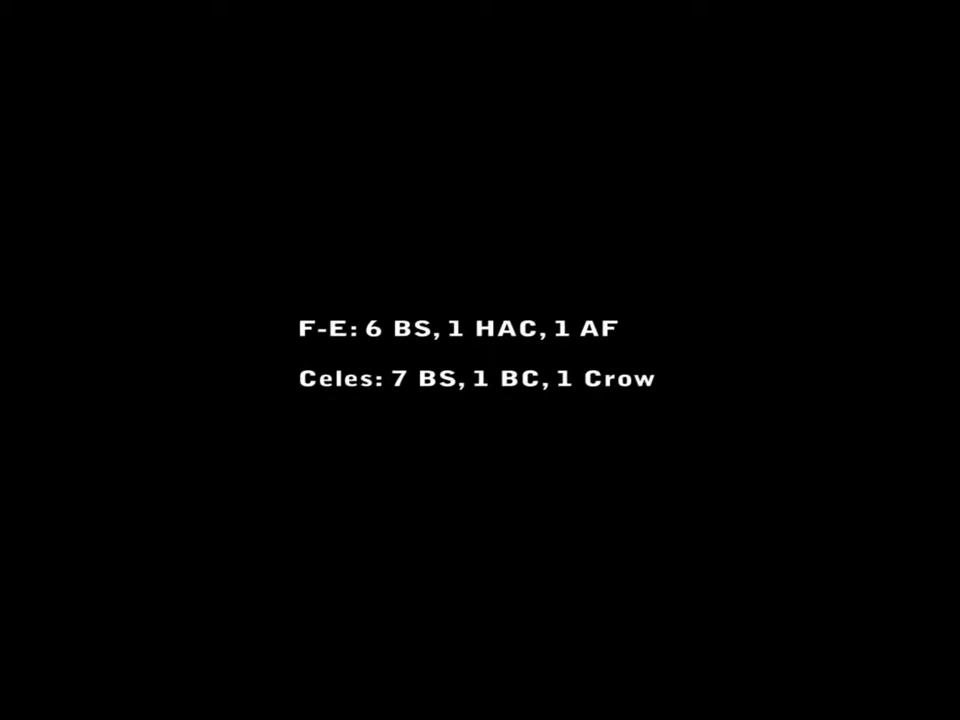 F-E: 6 BS, 1 HAC, 1 AF
Celes: 7 BS, 1 BC, 1 Crow